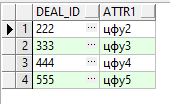 DEAL_ID ATTR1
1 222 ... цфу2
2 333 ... цфу3
3 444 ... цфу4
4 555 ... цфу5